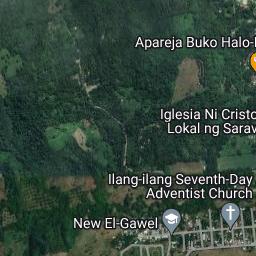 Apareja Buko Halo-
Iglesia Ni Cristo
Lokal ng Sarav
Ilang-ilang Seventh-Day
Adventist Church
New El-Gawel